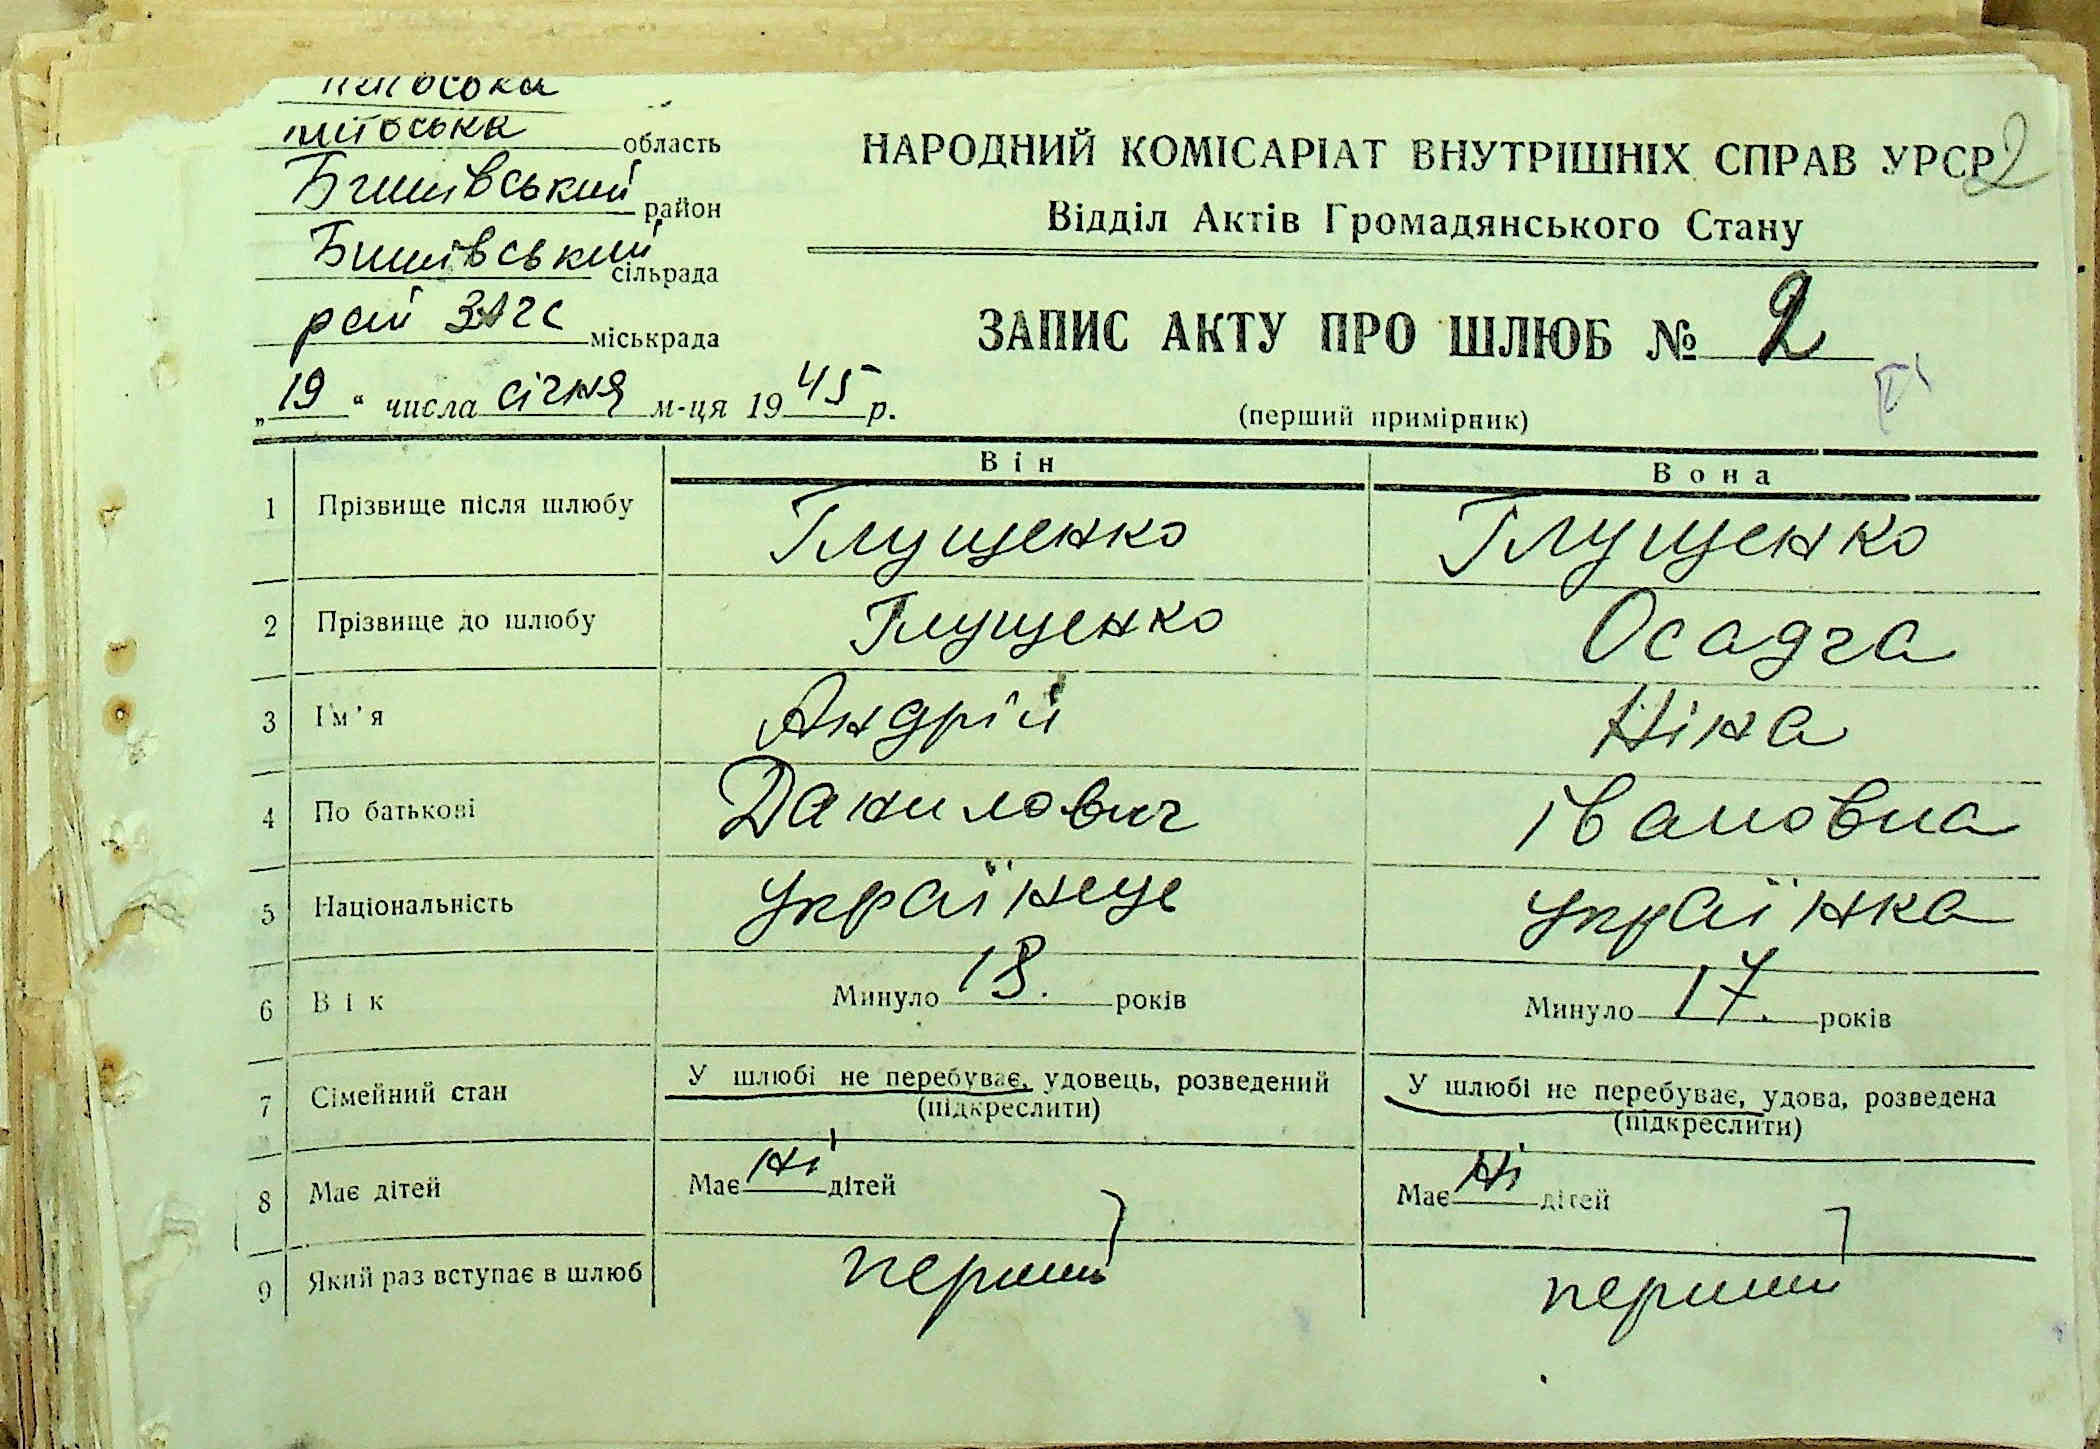 область
Бишівський район
Бишівський сільрада
рай ЗАГС міськрада
„19“ числа січня м-ця 1945 р.
НАРОДНИЙ КОМІСАРІАТ ВНУТРІШНІХ СПРАВ УРСР 2
Відділ Актів Громадянського Стану
ЗАПИС АКТУ ПРО ШЛЮБ № 2
(перший примірник)
Він Вона
1 Прізвище після шлюбу Глущенко Глущенко
2 Прізвище до шлюбу Глущенко Осадча
3 Ім'я Андрій Ніна
4 По батькові Данилович Івановна
5 Національність Українець Українка
6 Вік Минуло 18. років Минуло 17. років
7 Сімейний стан У шлюбі не перебуває, удовець, розведений У шлюбі не перебуває, удова, розведена
(підкреслити) (підкреслити)
8 Має дітей Має ні дітей Має ні дітей
9 Який раз вступає в шлюб перший перший